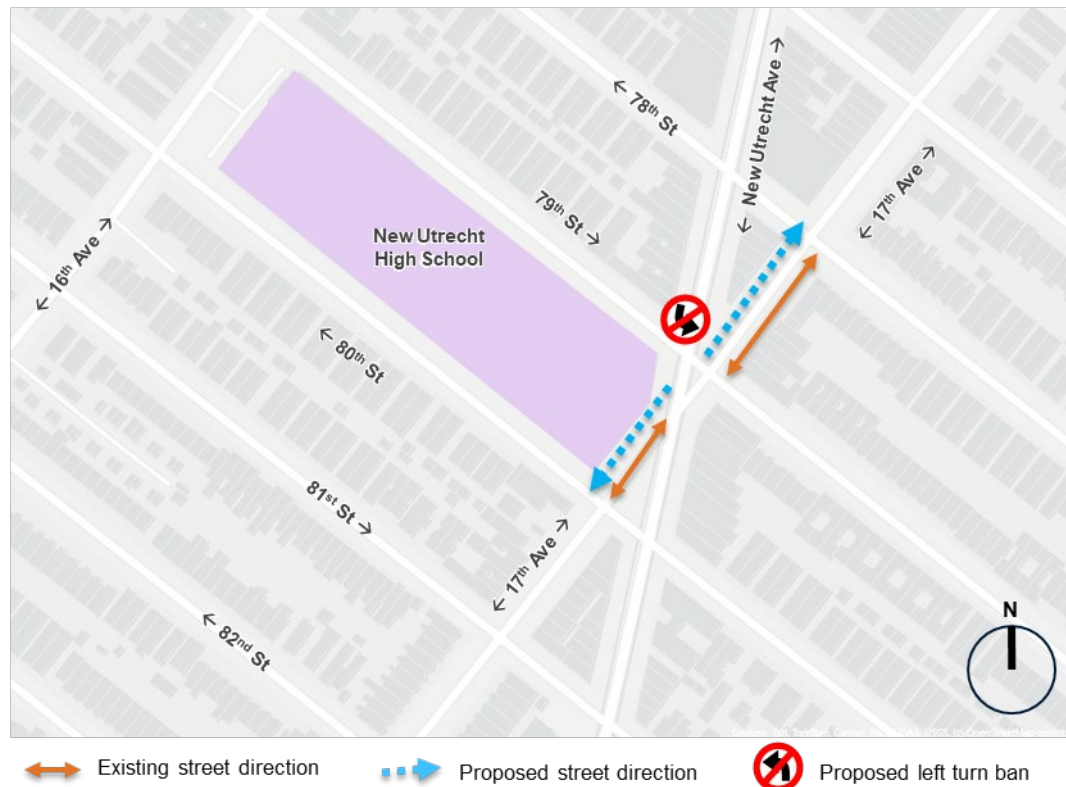 ← 78th St
New Utrecht Ave →
←
← 17th Ave →
79th St →
New Utrecht
High School
← 16th Ave →
← 80th St
81st St →
← 17th Ave →
← 82nd St
N
Existing street direction
Proposed street direction
Proposed left turn ban